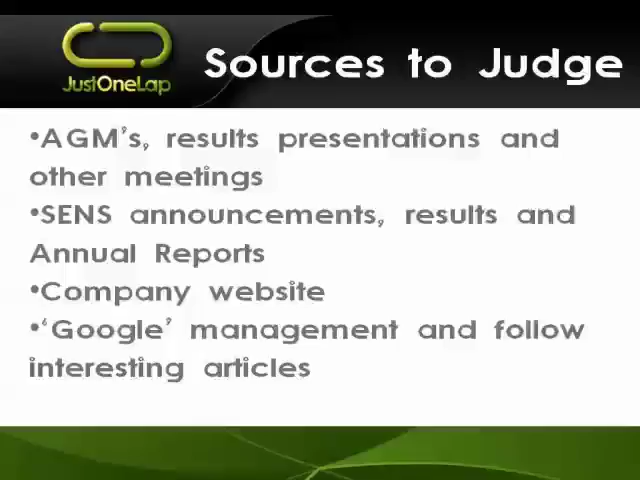 JustOneLap
Sources to Judge
•AGM's, results presentations and
other meetings
•SENS announcements, results and
Annual Reports
•Company website
•‘Google’ management and follow
interesting articles